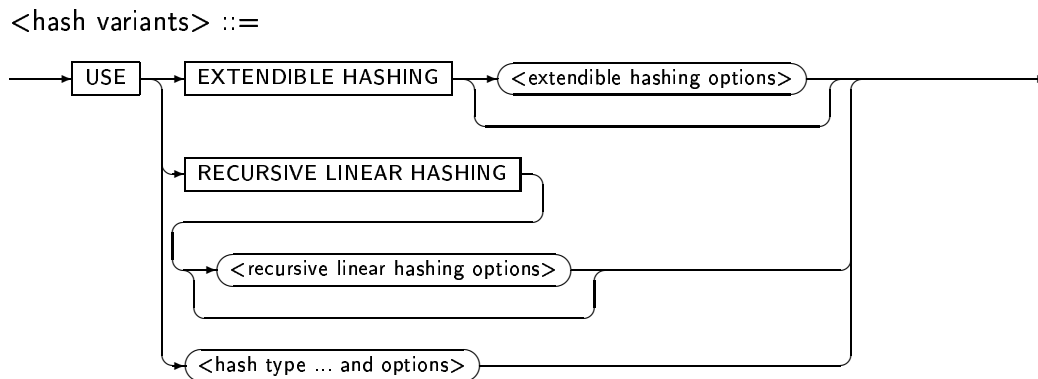 <hash variants> ::=
USE EXTENDIBLE HASHING <extendible hashing options>
RECURSIVE LINEAR HASHING
<recursive linear hashing options>
<hash type ... and options>